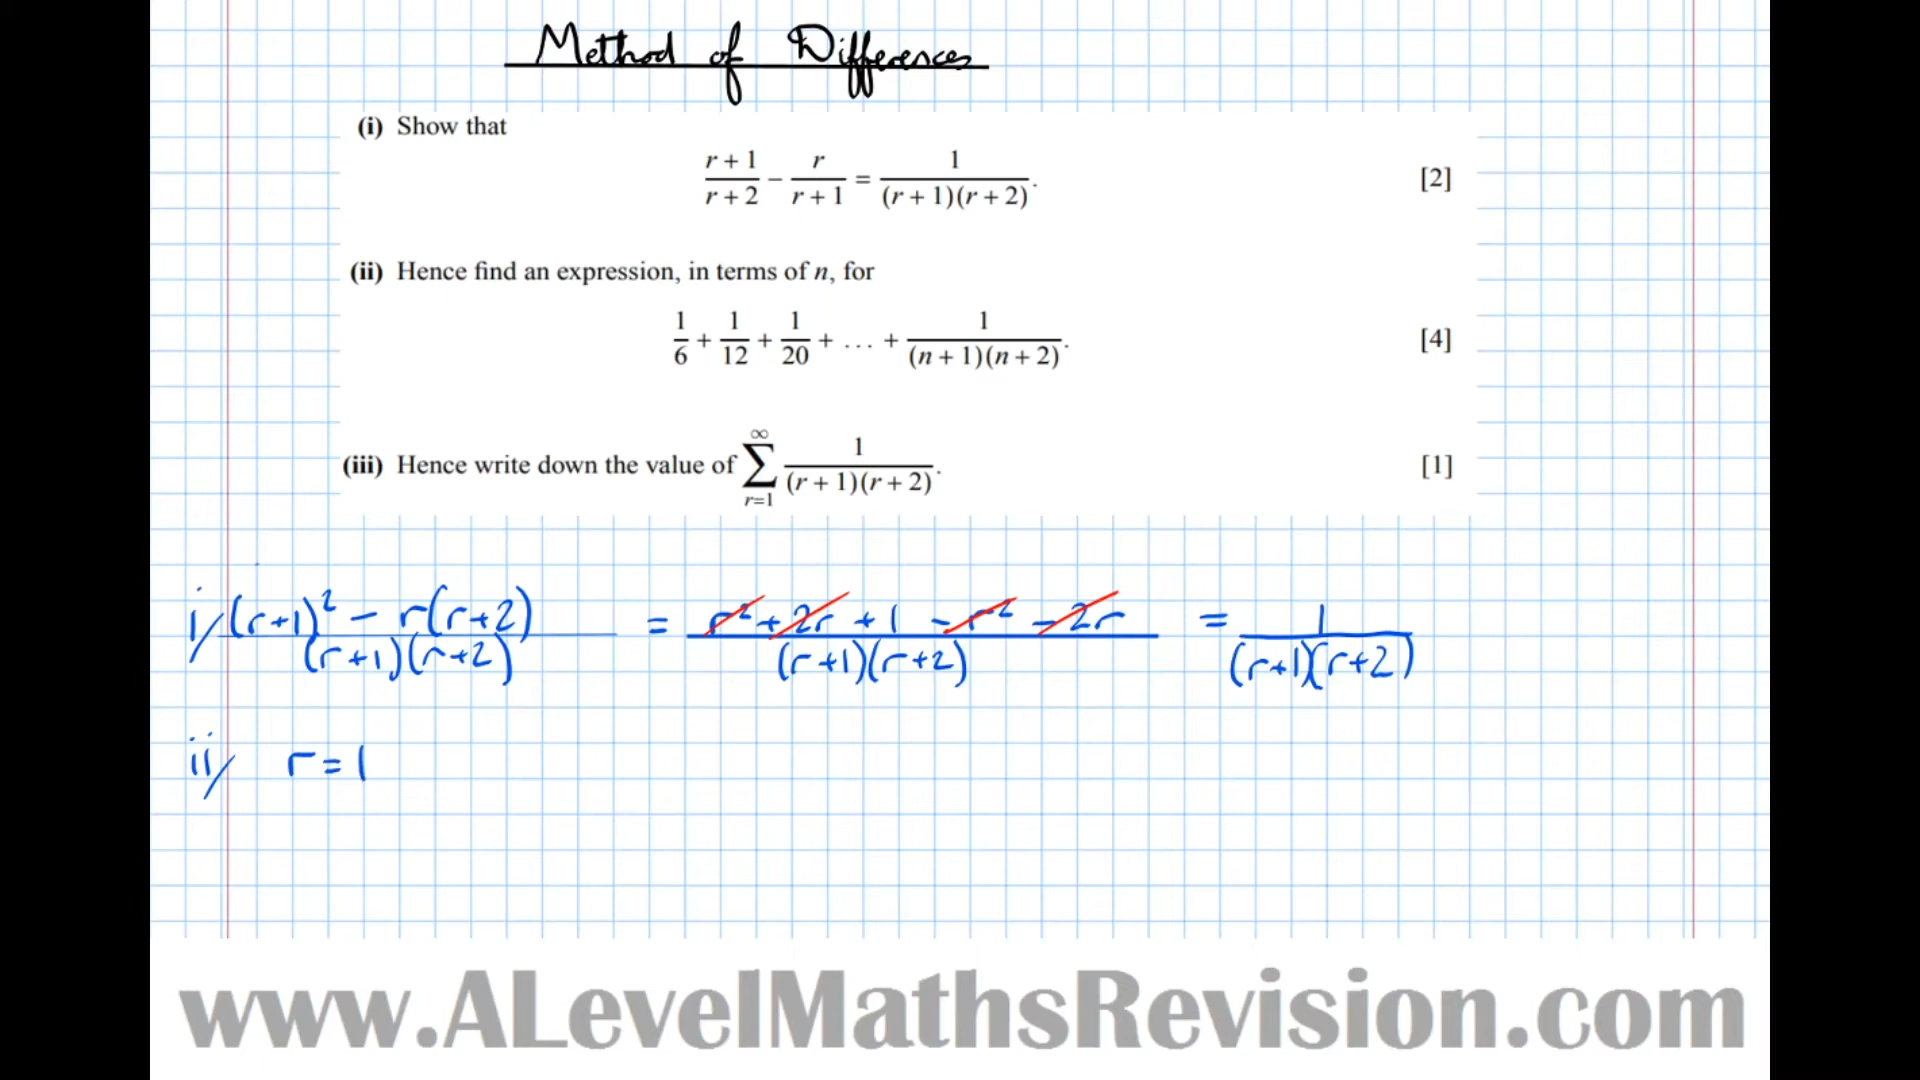 Method of Differences
(i) Show that
(r + 1)/(r + 2) − r/(r + 1) = 1/((r + 1)(r + 2)). [2]
(ii) Hence find an expression, in terms of n, for
1/6 + 1/12 + 1/20 + … + 1/((n + 1)(n + 2)). [4]
(iii) Hence write down the value of ∑_{r=1}^{∞} 1/((r + 1)(r + 2)). [1]
i/ ((r+1)² − r(r+2))/((r+1)(r+2)) = (r² + 2r + 1 − r² − 2r)/((r+1)(r+2)) = 1/((r+1)(r+2))
ii/ r = 1
www.ALevelMathsRevision.com